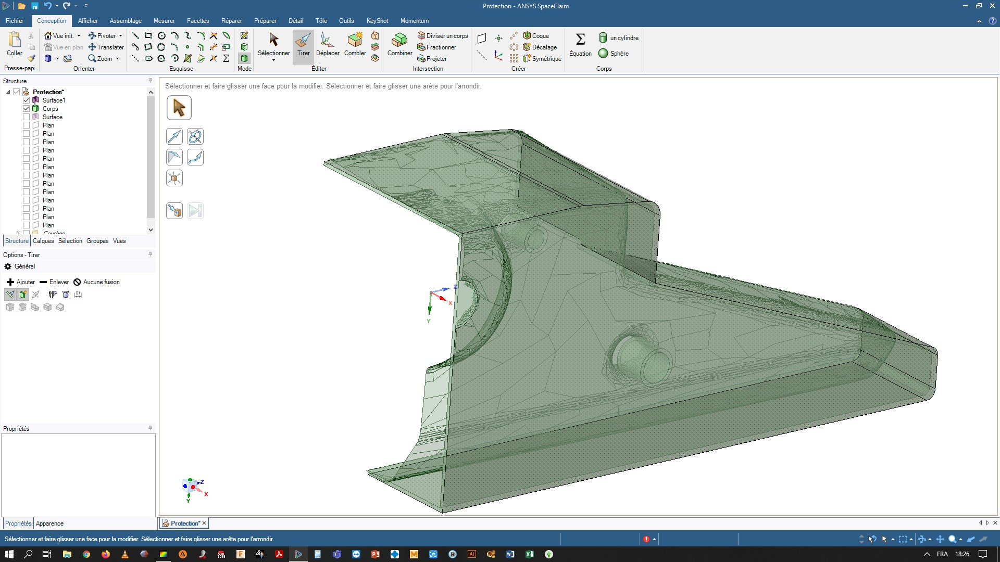 Protection - ANSYS SpaceClaim
Fichier Conception Afficher Assemblage Mesurer Facettes Réparer Préparer Détail Tôle Outils KeyShot Momentum
Coller
Presse-papi...
Vue init. Pivoter
Vue en plan Translater
Zoom
Orienter
Esquisse
Mode
Sélectionner Tirer Déplacer Combler
Éditer
Combiner
Diviser un corps
Fractionner
Projeter
Intersection
Coque
Décalage
Symétrique
Créer
Équation
un cylindre
Sphère
Corps
Structure
Protection*
Surface1
Corps
Surface
Plan
Plan
Plan
Plan
Plan
Plan
Plan
Plan
Plan
Plan
Plan
Plan
Plan
Courbes
Structure Calques Sélection Groupes Vues
Options - Tirer
Général
Ajouter Enlever Aucune fusion
Propriétés
Propriétés Apparence
Sélectionner et faire glisser une face pour la modifier. Sélectionner et faire glisser une arête pour l'arrondir.
Z
X
Y
Z
X
Y
Protection*
Sélectionner et faire glisser une face pour la modifier. Sélectionner et faire glisser une arête pour l'arrondir.
2018
FRA 18:26